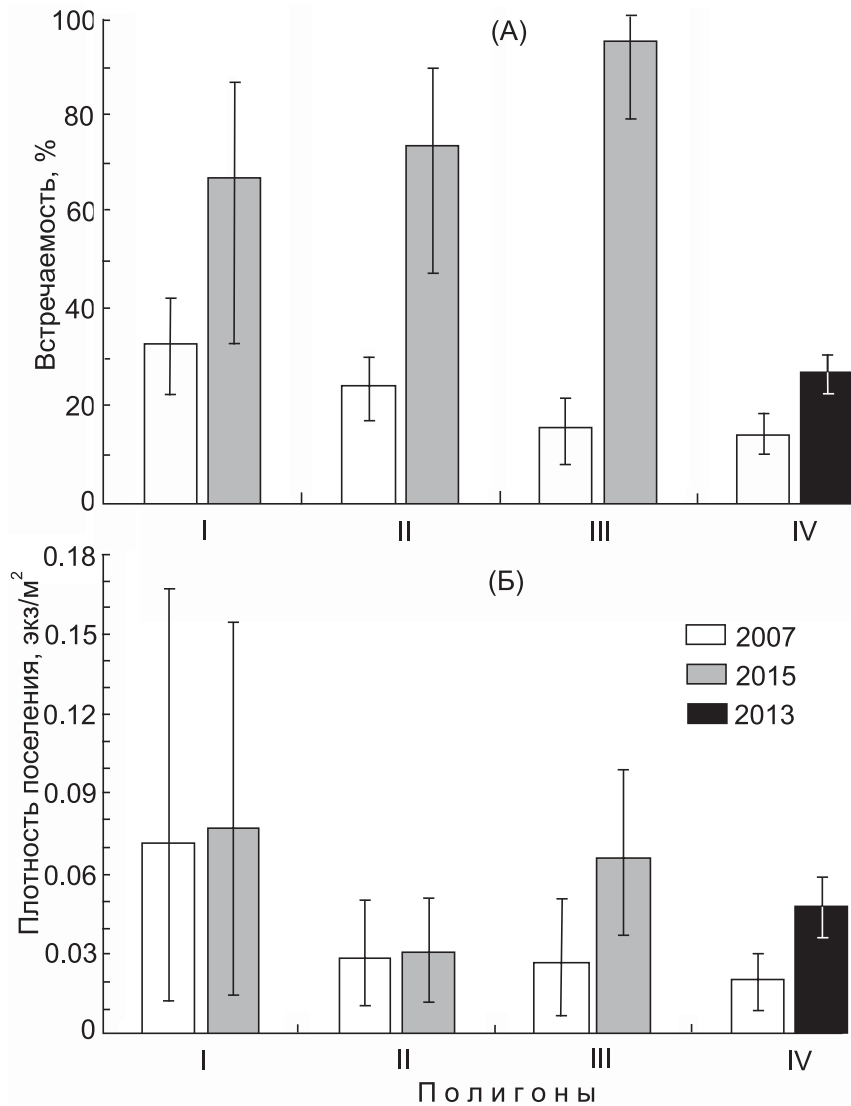 (А)
Встречаемость, %
100
80
60
40
20
0
I II III IV
(Б)
Плотность поселения, экз/м²
0.18
0.15
0.12
0.09
0.06
0.03
0
2007
2015
2013
I II III IV
Полигоны